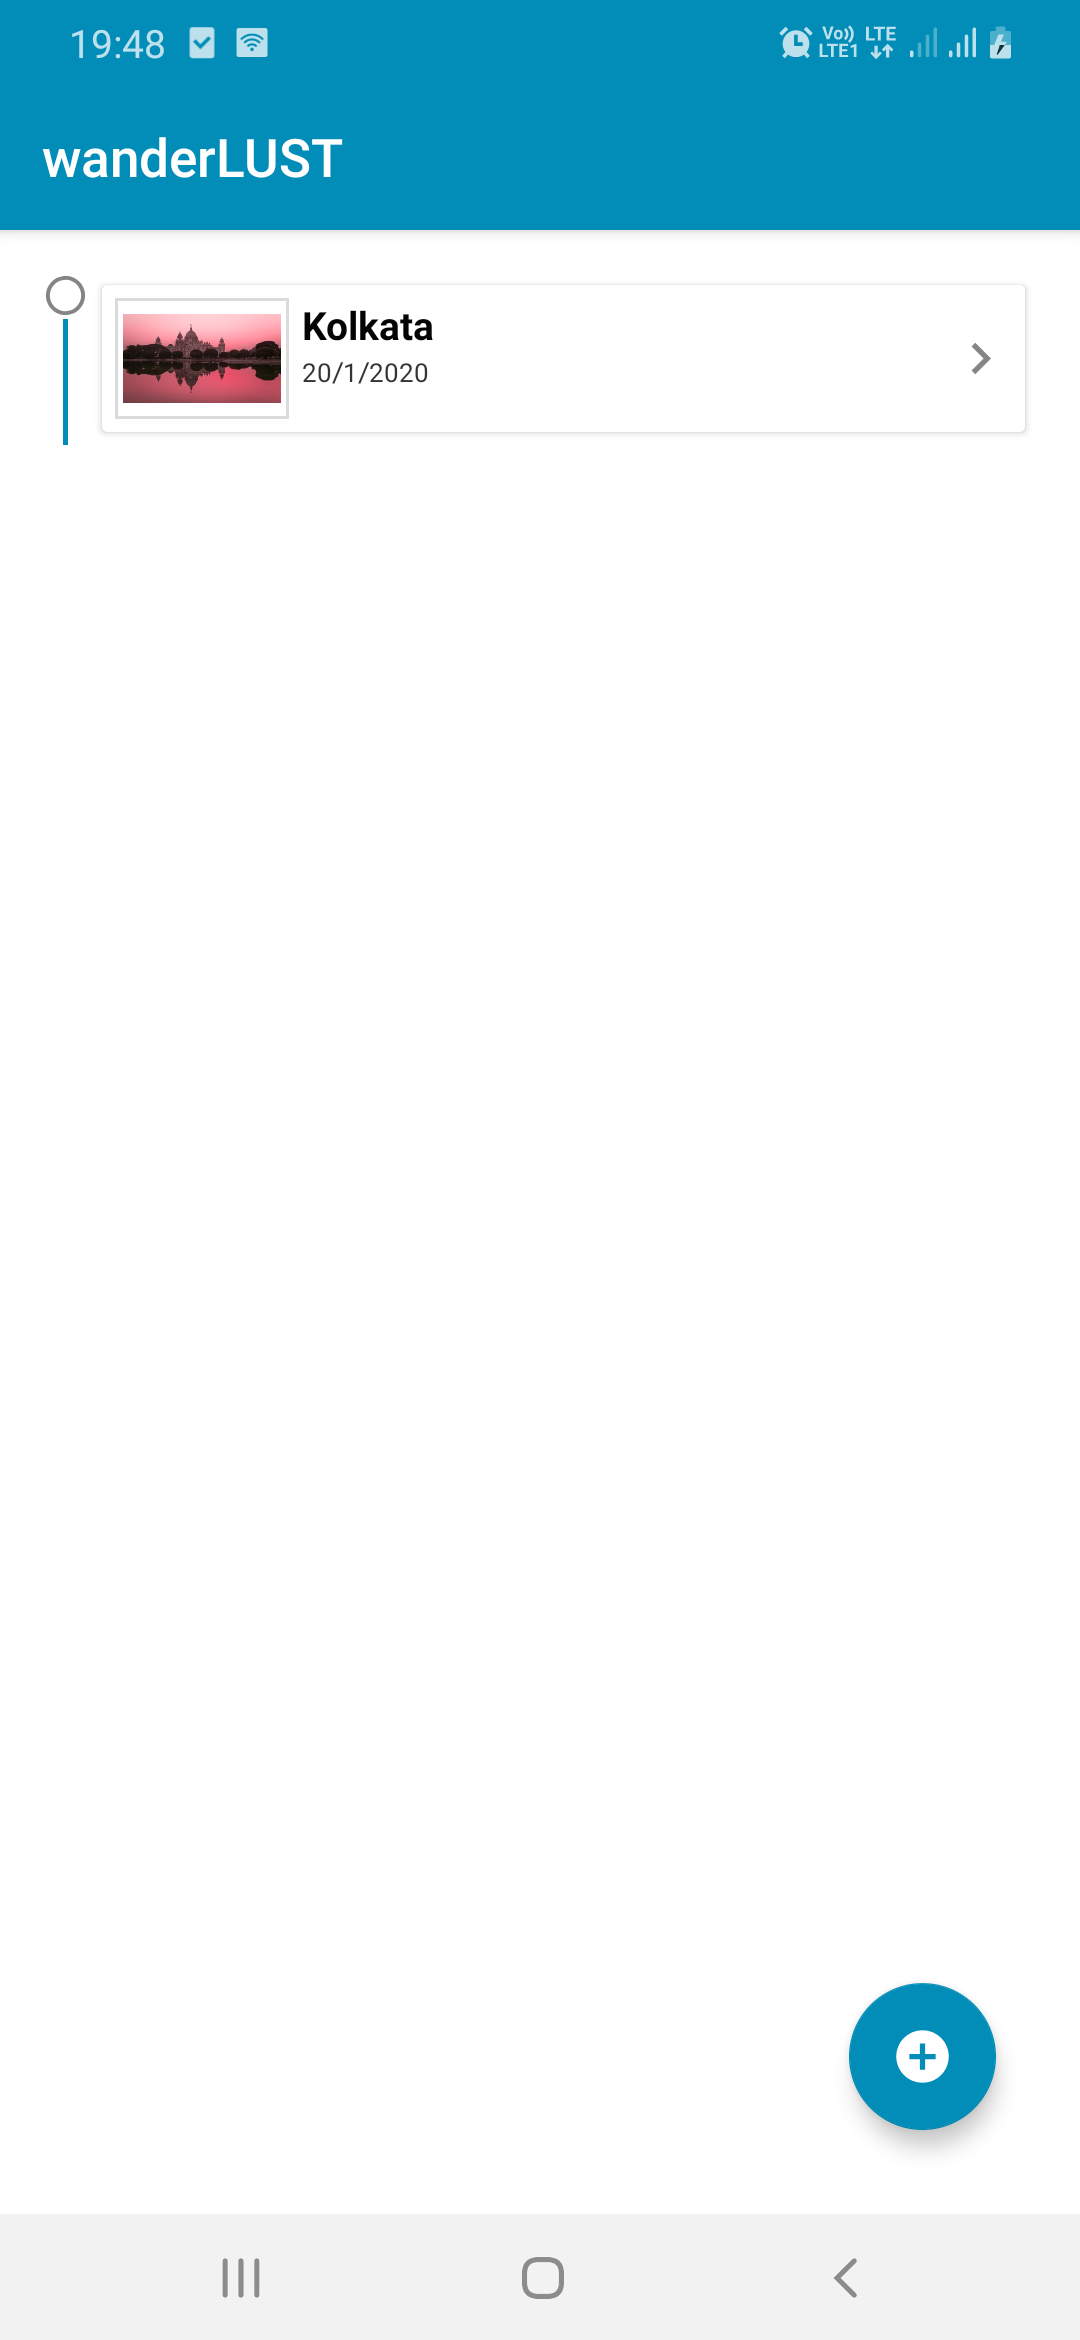 19:48 Vo)) LTE
LTE1
wanderLUST
Kolkata
20/1/2020